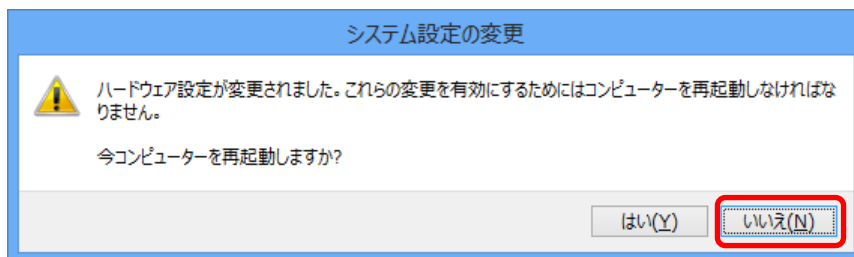 システム設定の変更
ハードウェア設定が変更されました。これらの変更を有効にするためにはコンピューターを再起動しなければな
りません。
今コンピューターを再起動しますか?
はい(Y) いいえ(N)